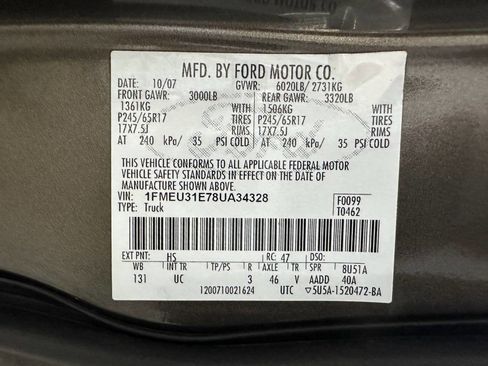 MFD. BY FORD MOTOR CO.
DATE: 10/07 GVWR: 6020LB/ 2731KG
FRONT GAWR: 3000LB REAR GAWR: 3320LB
1361KG WITH 1506KG WITH
P245/65R17 TIRES P245/65R17 TIRES
17X7.5J RIMS 17X7.5J RIMS
AT 240 kPa/ 35 PSI COLD AT 240 kPa/ 35 PSI COLD
THIS VEHICLE CONFORMS TO ALL APPLICABLE FEDERAL MOTOR
VEHICLE SAFETY STANDARDS IN EFFECT ON THE DATE OF
MANUFACTURE SHOWN ABOVE.
VIN: 1FMEU31E78UA34328 F0099
TYPE: Truck T0462
EXT PNT: HS RC: 47 DSO:
WB INT TR TP/PS R AXLE TR SPR 8U51A
131 UC 3 46 V AADD 40A
1200710021624 UTC ▽5U5A-1520472-BA